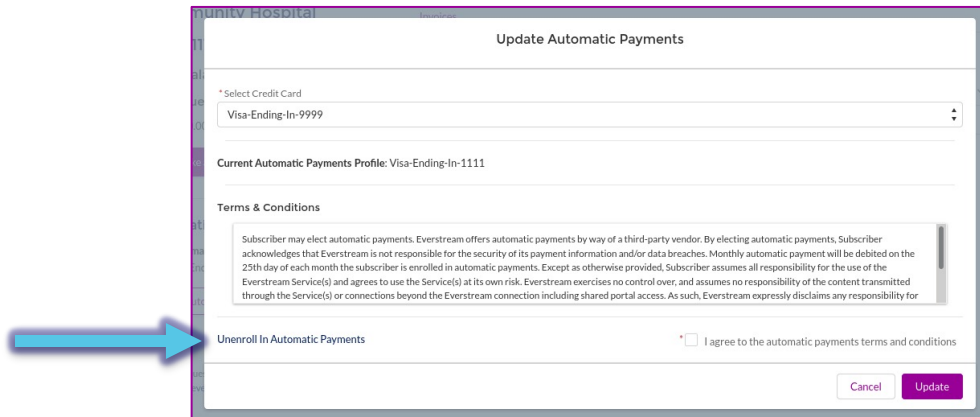 munity Hospital
Invoices
Update Automatic Payments
* Select Credit Card
Visa-Ending-In-9999
Current Automatic Payments Profile: Visa-Ending-In-1111
Terms & Conditions
Subscriber may elect automatic payments. Everstream offers automatic payments by way of a third-party vendor. By electing automatic payments, Subscriber
acknowledges that Everstream is not responsible for the security of its payment information and/or data breaches. Monthly automatic payment will be debited on the
25th day of each month the subscriber is enrolled in automatic payments. Except as otherwise provided, Subscriber assumes all responsibility for the use of the
Everstream Service(s) and agrees to use the Service(s) at its own risk. Everstream exercises no control over, and assumes no responsibility of the content transmitted
through the Service(s) or connections beyond the Everstream connection including shared portal access. As such, Everstream expressly disclaims any responsibility for
Unenroll In Automatic Payments
* I agree to the automatic payments terms and conditions
Cancel
Update